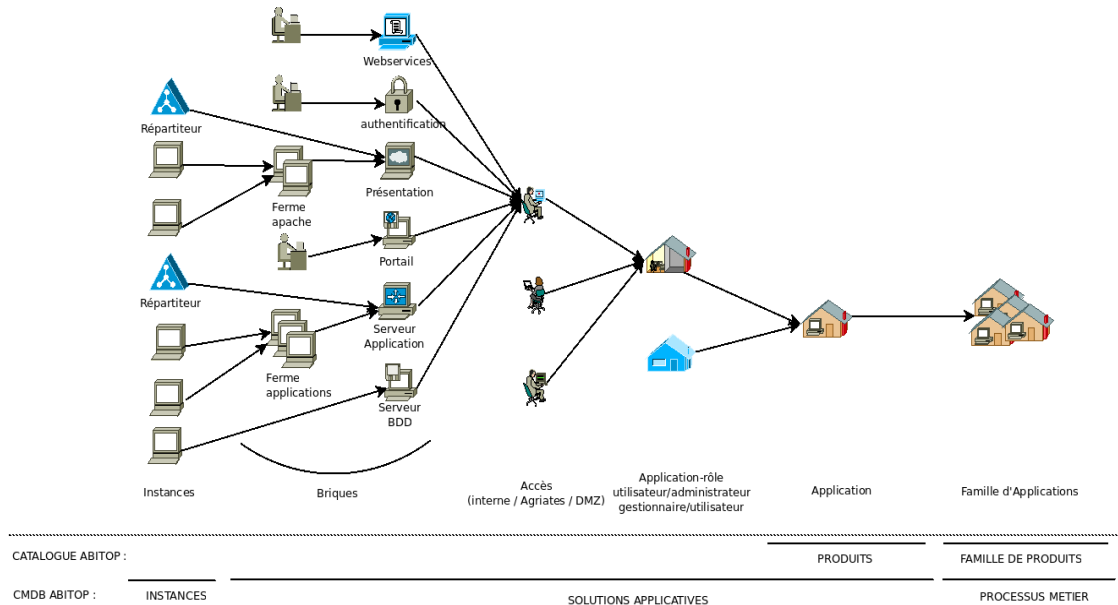 Webservices
authentification
Répartiteur
Présentation
Ferme
apache
Portail
Répartiteur
Serveur
Application
Ferme
applications
Serveur
BDD
Instances
Briques
Accès
(interne / Agriates / DMZ)
Application-rôle
utilisateur/administrateur
gestionnaire/utilisateur
Application
Famille d'Applications
CATALOGUE ABITOP :
PRODUITS
FAMILLE DE PRODUITS
CMDB ABITOP :
INSTANCES
SOLUTIONS APPLICATIVES
PROCESSUS METIER